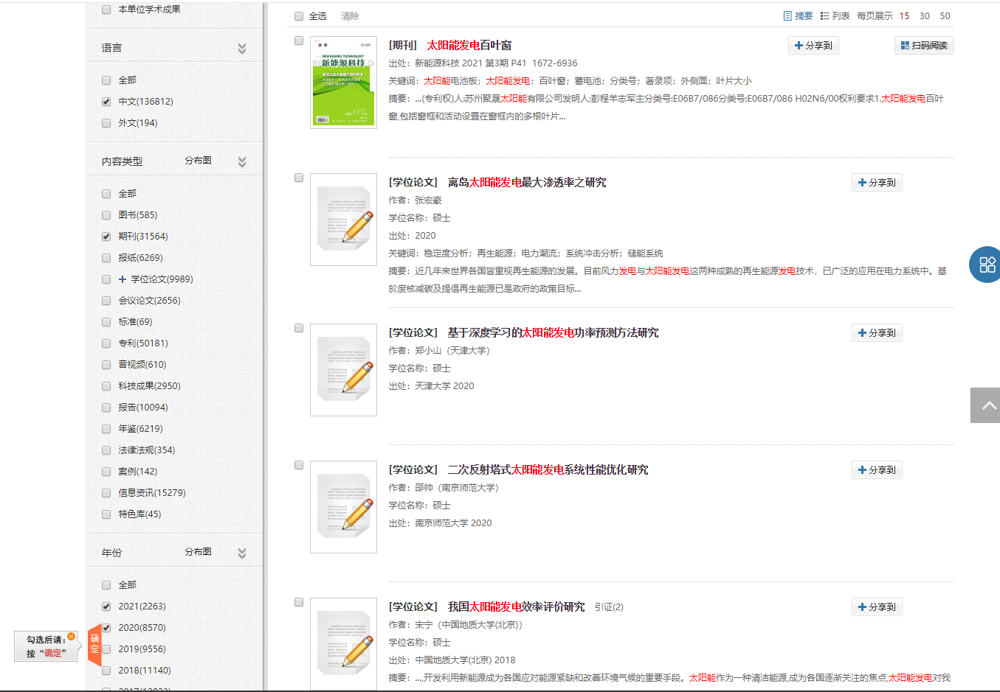 本单位学术成果
语言
全部
中文(136812)
外文(194)
内容类型 分布图
全部
图书(585)
期刊(31564)
报纸(6269)
学位论文(9989)
会议论文(2656)
标准(69)
专利(50181)
音视频(610)
科技成果(2950)
报告(10094)
年鉴(6219)
法律法规(354)
案例(142)
信息资讯(15279)
特色库(45)
年份 分布图
全部
2021(2263)
2020(8570)
2019(9556)
2018(11140)
勾选后请：
按“确定”
确定
全选 清除 摘要 列表 每页展示 15 30 50
[期刊] 太阳能发电百叶窗 分享到 扫码阅读
出处：新能源科技 2021 第3期 P41 1672-6936
关键词：太阳能电池板；太阳能发电；百叶窗；蓄电池；分类号；著录项；外侧面；叶片大小
摘要：...(专利权)人:苏州聚晟太阳能有限公司发明人:彭程羊志军主分类号:E06B7/086分类号:E06B7/086 H02N6/00权利要求1.太阳能发电百叶
窗,包括窗框和活动设置在窗框内的多根叶片...
NEW ENERGY TECHNOLOGY
新能源科技
[学位论文] 离岛太阳能发电最大渗透率之研究 分享到
作者：张宏豪
学位名称：硕士
出处：2020
关键词：稳定度分析；再生能源；电力潮流；系统冲击分析；储能系统
摘要：近几年来世界各国皆重视再生能源的发展。目前风力发电与太阳能发电这两种成熟的再生能源发电技术，已广泛的应用在电力系统中。基
於废核减碳及提倡再生能源已是政府的政策目标...
[学位论文] 基于深度学习的太阳能发电功率预测方法研究 分享到
作者：郑小山（天津大学）
学位名称：硕士
出处：天津大学 2020
[学位论文] 二次反射塔式太阳能发电系统性能优化研究 分享到
作者：邵帅（南京师范大学）
学位名称：硕士
出处：南京师范大学 2020
[学位论文] 我国太阳能发电效率评价研究 引证(2) 分享到
作者：宋宁（中国地质大学(北京)）
学位名称：硕士
出处：中国地质大学(北京) 2018
摘要：...,开发利用新能源成为各国应对能源紧缺和改善环境气候的重要手段。太阳能作为一种清洁能源,成为各国逐渐关注的焦点,太阳能发电对我